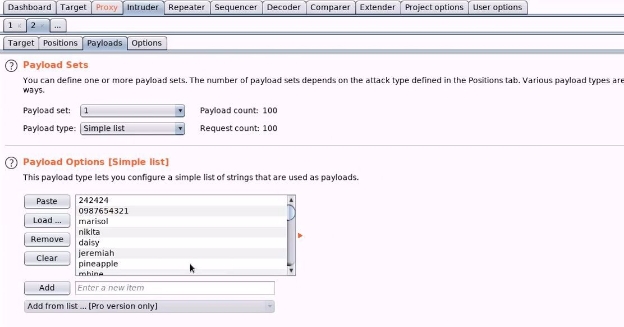 Dashboard Target Proxy Intruder Repeater Sequencer Decoder Comparer Extender Project options User options
1 × 2 × ...
Target Positions Payloads Options
? Payload Sets
You can define one or more payload sets. The number of payload sets depends on the attack type defined in the Positions tab. Various payload types are
ways.
Payload set: 1 Payload count: 100
Payload type: Simple list Request count: 100
? Payload Options [Simple list]
This payload type lets you configure a simple list of strings that are used as payloads.
Paste
Load ...
Remove
Clear
242424
0987654321
marisol
nikita
daisy
jeremiah
pineapple
mhine
Add Enter a new item
Add from list ... [Pro version only]